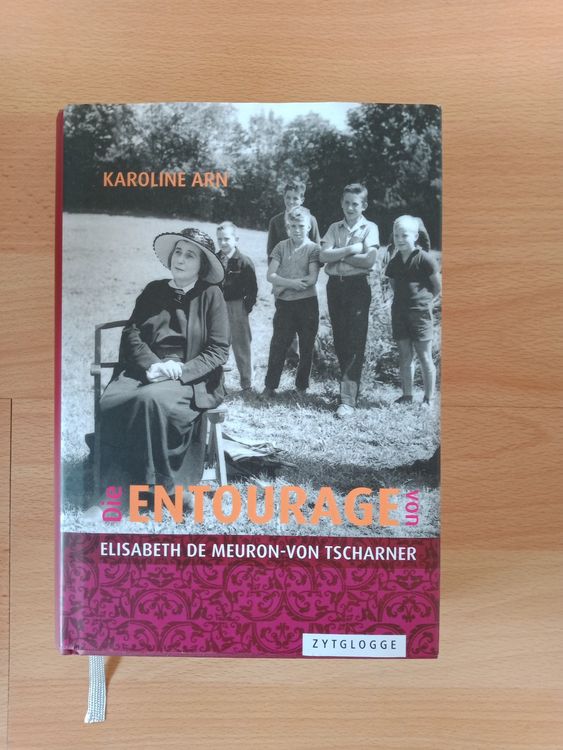 KAROLINE ARN
Die ENTOURAGE von
ELISABETH DE MEURON-VON TSCHARNER
ZYTGLOGGE